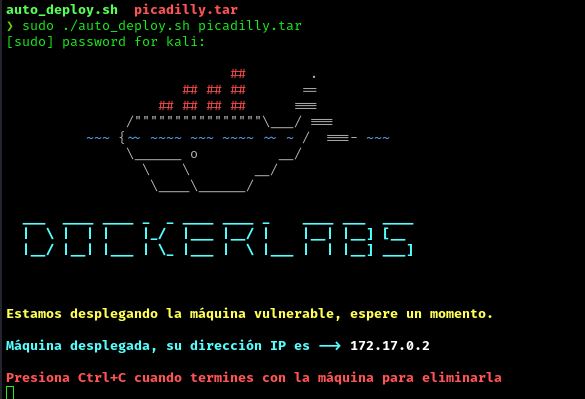 auto_deploy.sh picadilly.tar
❯ sudo ./auto_deploy.sh picadilly.tar
[sudo] password for kali:
DOCKERLABS
Estamos desplegando la máquina vulnerable, espere un momento.
Máquina desplegada, su dirección IP es --> 172.17.0.2
Presiona Ctrl+C cuando termines con la máquina para eliminarla